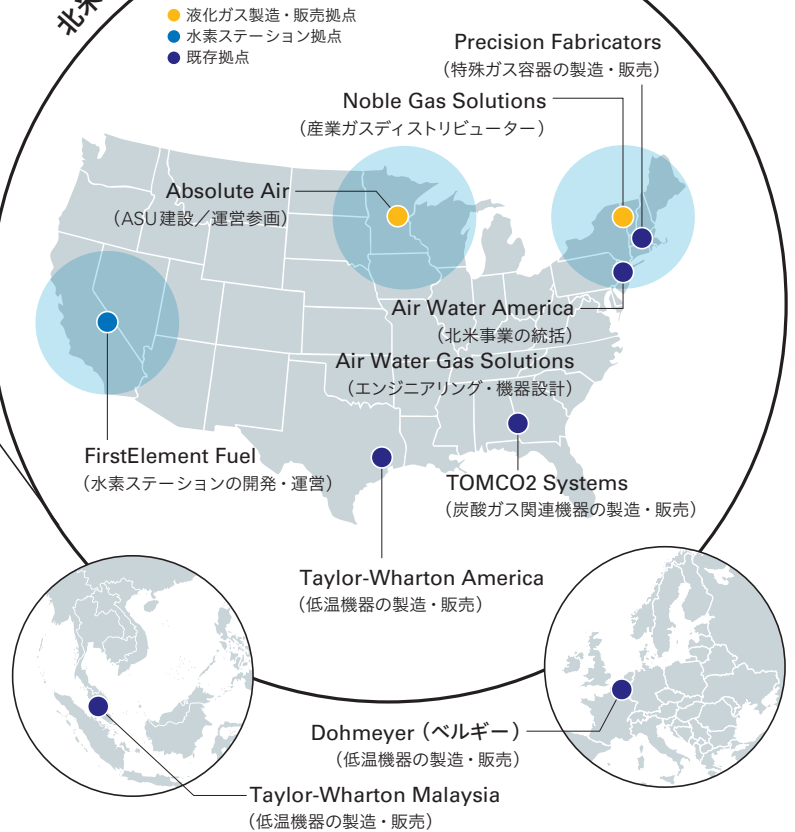 北米
液化ガス製造・販売拠点
水素ステーション拠点
既存拠点
Precision Fabricators
（特殊ガス容器の製造・販売）
Noble Gas Solutions
（産業ガスディストリビューター）
Absolute Air
（ASU建設／運営参画）
Air Water America
（北米事業の統括）
Air Water Gas Solutions
（エンジニアリング・機器設計）
FirstElement Fuel
（水素ステーションの開発・運営）
TOMCO2 Systems
（炭酸ガス関連機器の製造・販売）
Taylor-Wharton America
（低温機器の製造・販売）
Dohmeyer（ベルギー）
（低温機器の製造・販売）
Taylor-Wharton Malaysia
（低温機器の製造・販売）